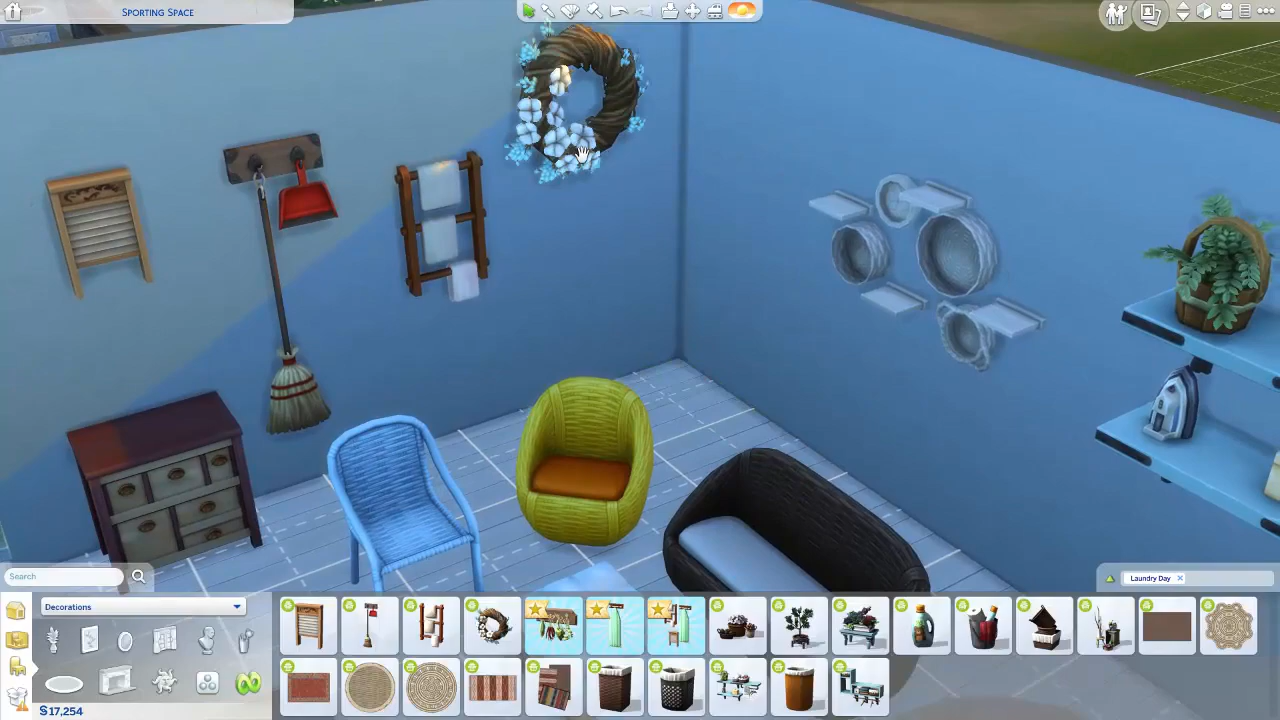 SPORTING SPACE
Search
Laundry Day
Decorations
§17,254